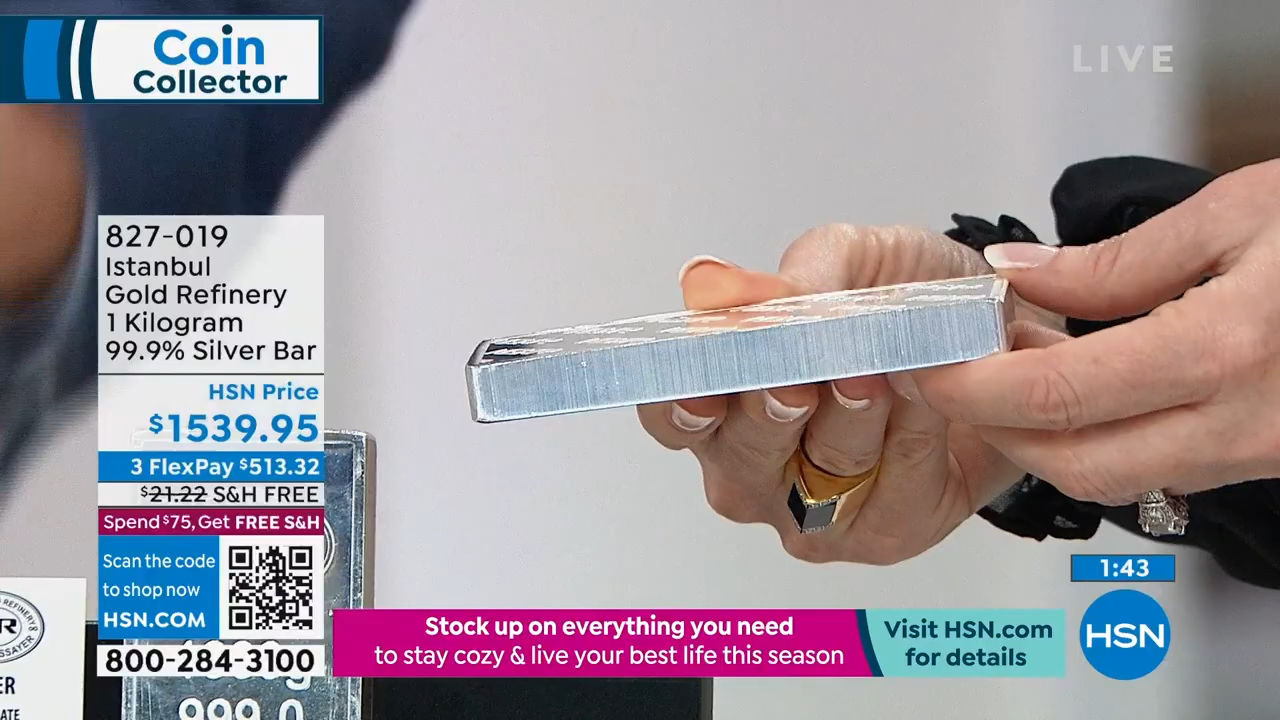 Coin
Collector
LIVE
827-019
Istanbul
Gold Refinery
1 Kilogram
99.9% Silver Bar
HSN Price
$1539.95
3 FlexPay $513.32
$21.22 S&H FREE
Spend $75, Get FREE S&H
Scan the code
to shop now
HSN.COM
800-284-3100
Stock up on everything you need
to stay cozy & live your best life this season
Visit HSN.com
for details
1:43
HSN
999.0